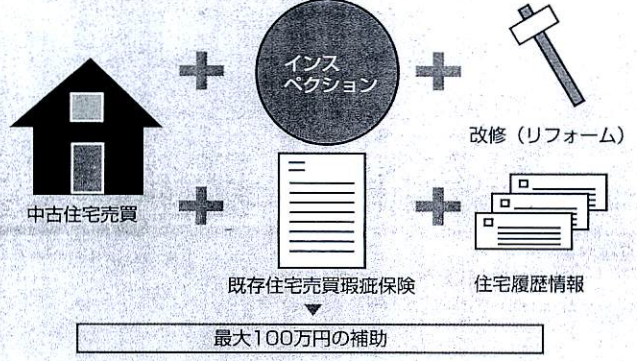 インス
ペクション
改修（リフォーム）
中古住宅売買
既存住宅売買瑕疵保険
住宅履歴情報
最大100万円の補助